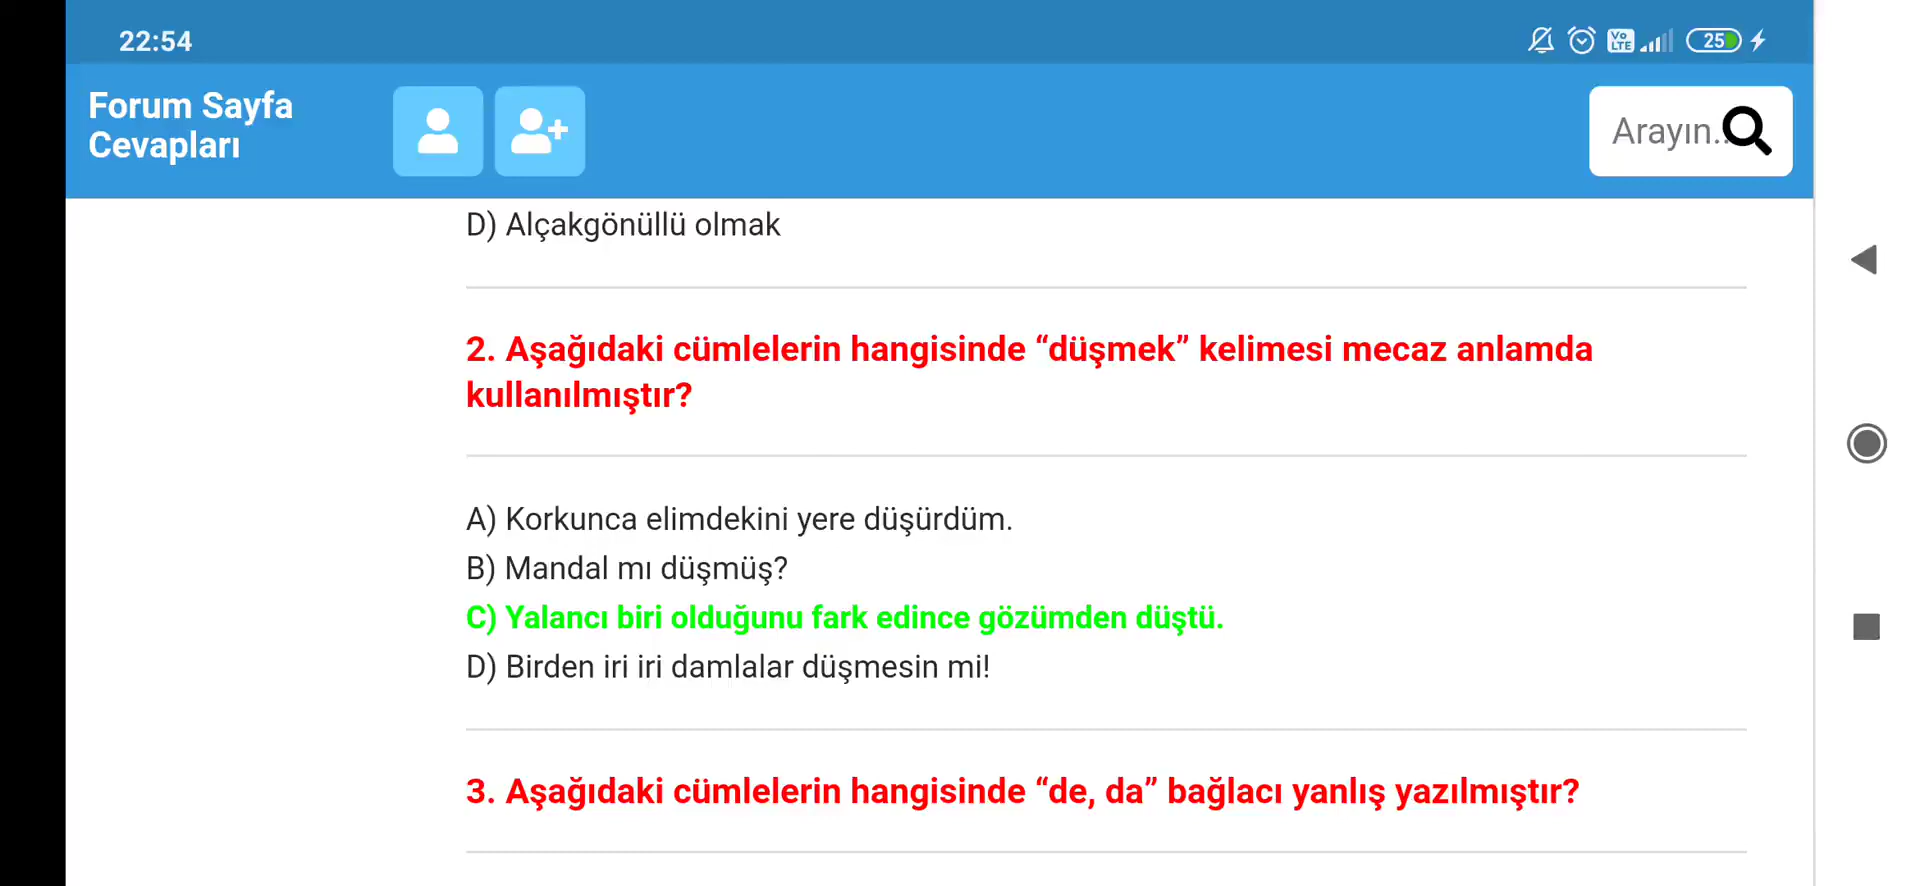 22:54
Vo LTE
25
Forum Sayfa
Cevapları
Arayın..
D) Alçakgönüllü olmak
2. Aşağıdaki cümlelerin hangisinde “düşmek” kelimesi mecaz anlamda
kullanılmıştır?
A) Korkunca elimdekini yere düşürdüm.
B) Mandal mı düşmüş?
C) Yalancı biri olduğunu fark edince gözümden düştü.
D) Birden iri iri damlalar düşmesin mi!
3. Aşağıdaki cümlelerin hangisinde “de, da” bağlacı yanlış yazılmıştır?